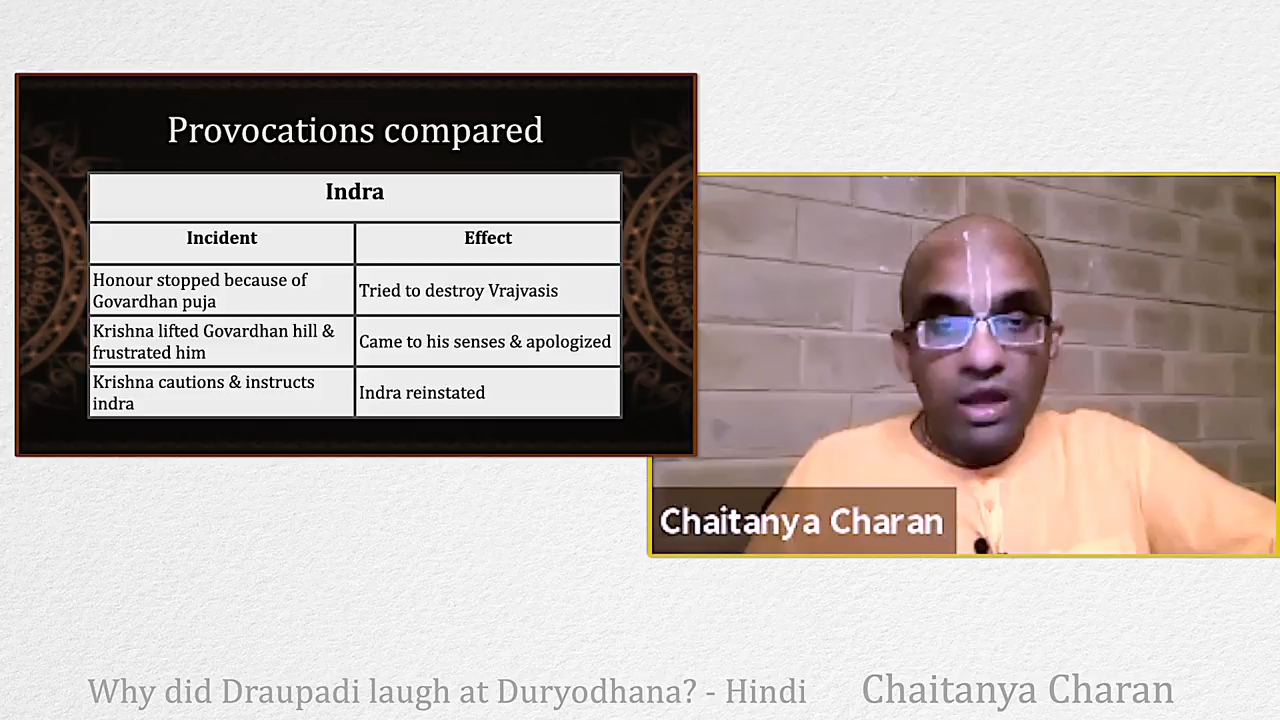 Provocations compared
Indra
Incident
Effect
Honour stopped because of
Govardhan puja
Tried to destroy Vrajvasis
Krishna lifted Govardhan hill &
frustrated him
Came to his senses & apologized
Krishna cautions & instructs
indra
Indra reinstated
Chaitanya Charan
Why did Draupadi laugh at Duryodhana? - Hindi
Chaitanya Charan